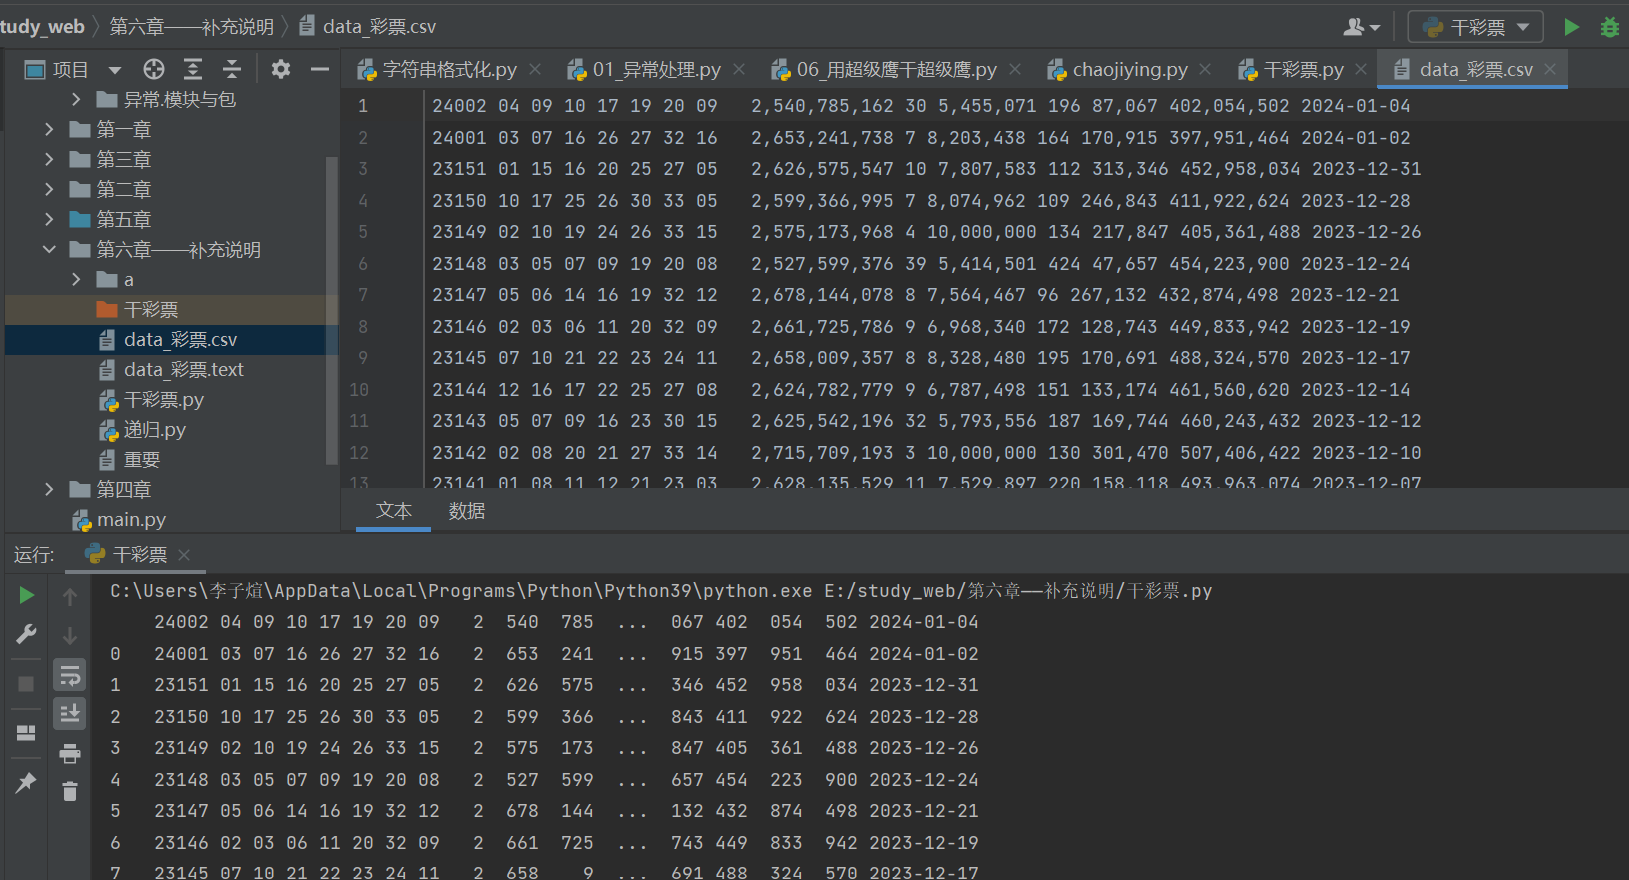 tudy_web 第六章——补充说明 data_彩票.csv 干彩票
项目 字符串格式化.py 01_异常处理.py 06_用超级鹰干超级鹰.py chaojiying.py 干彩票.py data_彩票.csv
异常.模块与包
第一章
第三章
第二章
第五章
第六章——补充说明
a
干彩票
data_彩票.csv
data_彩票.text
干彩票.py
递归.py
重要
第四章
main.py
1 24002 04 09 10 17 19 20 09 2,540,785,162 30 5,455,071 196 87,067 402,054,502 2024-01-04
2 24001 03 07 16 26 27 32 16 2,653,241,738 7 8,203,438 164 170,915 397,951,464 2024-01-02
3 23151 01 15 16 20 25 27 05 2,626,575,547 10 7,807,583 112 313,346 452,958,034 2023-12-31
4 23150 10 17 25 26 30 33 05 2,599,366,995 7 8,074,962 109 246,843 411,922,624 2023-12-28
5 23149 02 10 19 24 26 33 15 2,575,173,968 4 10,000,000 134 217,847 405,361,488 2023-12-26
6 23148 03 05 07 09 19 20 08 2,527,599,376 39 5,414,501 424 47,657 454,223,900 2023-12-24
7 23147 05 06 14 16 19 32 12 2,678,144,078 8 7,564,467 96 267,132 432,874,498 2023-12-21
8 23146 02 03 06 11 20 32 09 2,661,725,786 9 6,968,340 172 128,743 449,833,942 2023-12-19
9 23145 07 10 21 22 23 24 11 2,658,009,357 8 8,328,480 195 170,691 488,324,570 2023-12-17
10 23144 12 16 17 22 25 27 08 2,624,782,779 9 6,787,498 151 133,174 461,560,620 2023-12-14
11 23143 05 07 09 16 23 30 15 2,625,542,196 32 5,793,556 187 169,744 460,243,432 2023-12-12
12 23142 02 08 20 21 27 33 14 2,715,709,193 3 10,000,000 130 301,470 507,406,422 2023-12-10
13 23141 01 08 11 12 21 23 03 2,628,135,529 11 7,529,897 220 158,118 493,963,074 2023-12-07
文本 数据
运行: 干彩票
C:\Users\李子煊\AppData\Local\Programs\Python\Python39\python.exe E:/study_web/第六章——补充说明/干彩票.py
24002 04 09 10 17 19 20 09 2 540 785 ... 067 402 054 502 2024-01-04
0 24001 03 07 16 26 27 32 16 2 653 241 ... 915 397 951 464 2024-01-02
1 23151 01 15 16 20 25 27 05 2 626 575 ... 346 452 958 034 2023-12-31
2 23150 10 17 25 26 30 33 05 2 599 366 ... 843 411 922 624 2023-12-28
3 23149 02 10 19 24 26 33 15 2 575 173 ... 847 405 361 488 2023-12-26
4 23148 03 05 07 09 19 20 08 2 527 599 ... 657 454 223 900 2023-12-24
5 23147 05 06 14 16 19 32 12 2 678 144 ... 132 432 874 498 2023-12-21
6 23146 02 03 06 11 20 32 09 2 661 725 ... 743 449 833 942 2023-12-19
7 23145 07 10 21 22 23 24 11 2 658 9 ... 691 488 324 570 2023-12-17